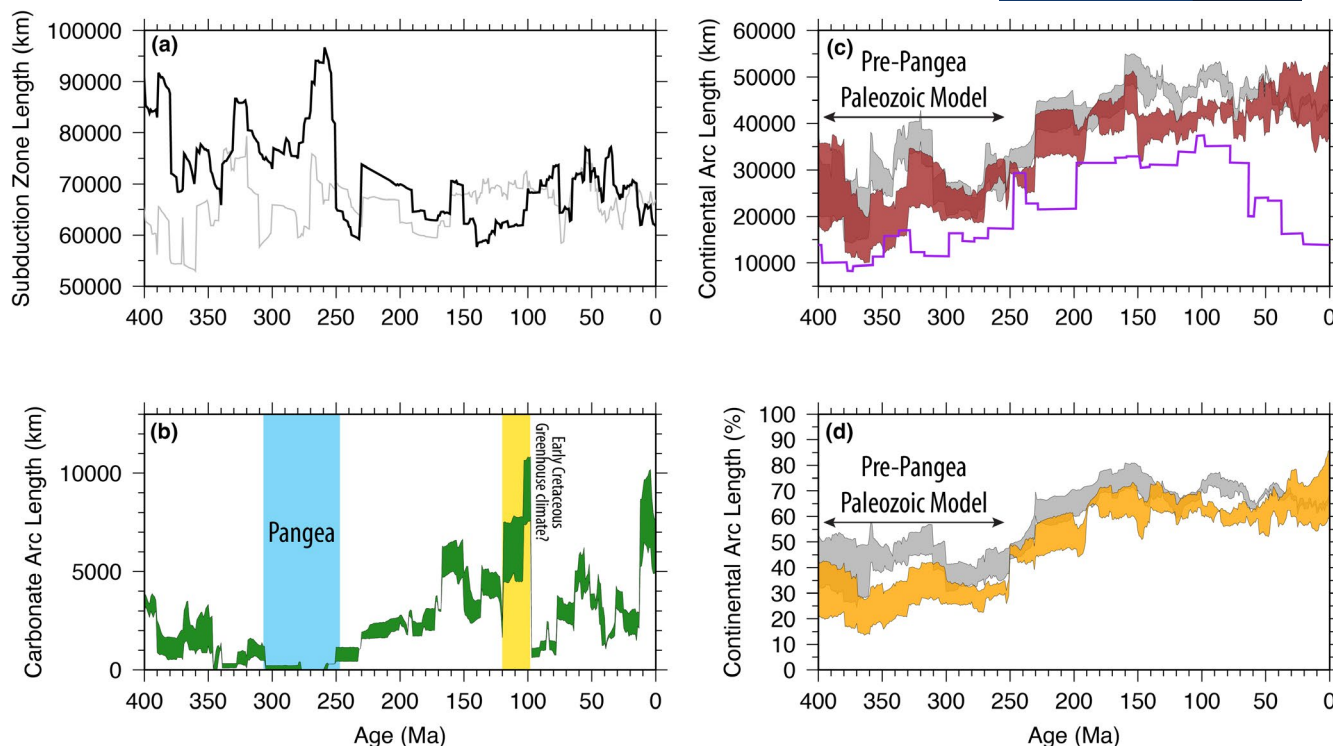 (a)
Subduction Zone Length (km)
100000
90000
80000
70000
60000
50000
400 350 300 250 200 150 100 50 0
(c)
Continental Arc Length (km)
Pre-Pangea
Paleozoic Model
60000
50000
40000
30000
20000
10000
400 350 300 250 200 150 100 50 0
(b)
Carbonate Arc Length (km)
10000
5000
0
Pangea
Early Cretaceous
Greenhouse climate?
400 350 300 250 200 150 100 50 0
Age (Ma)
(d)
Continental Arc Length (%)
Pre-Pangea
Paleozoic Model
100
90
80
70
60
50
40
30
20
10
0
400 350 300 250 200 150 100 50 0
Age (Ma)